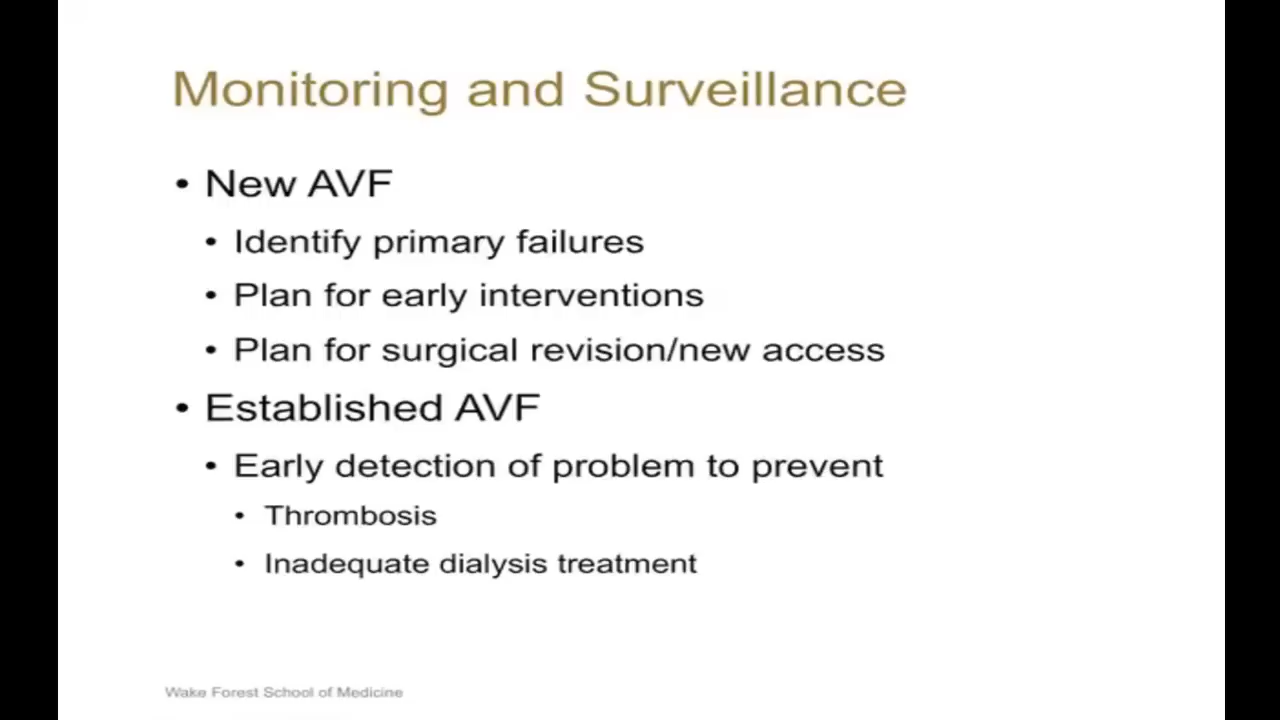 Monitoring and Surveillance
• New AVF
• Identify primary failures
• Plan for early interventions
• Plan for surgical revision/new access
• Established AVF
• Early detection of problem to prevent
• Thrombosis
• Inadequate dialysis treatment
Wake Forest School of Medicine